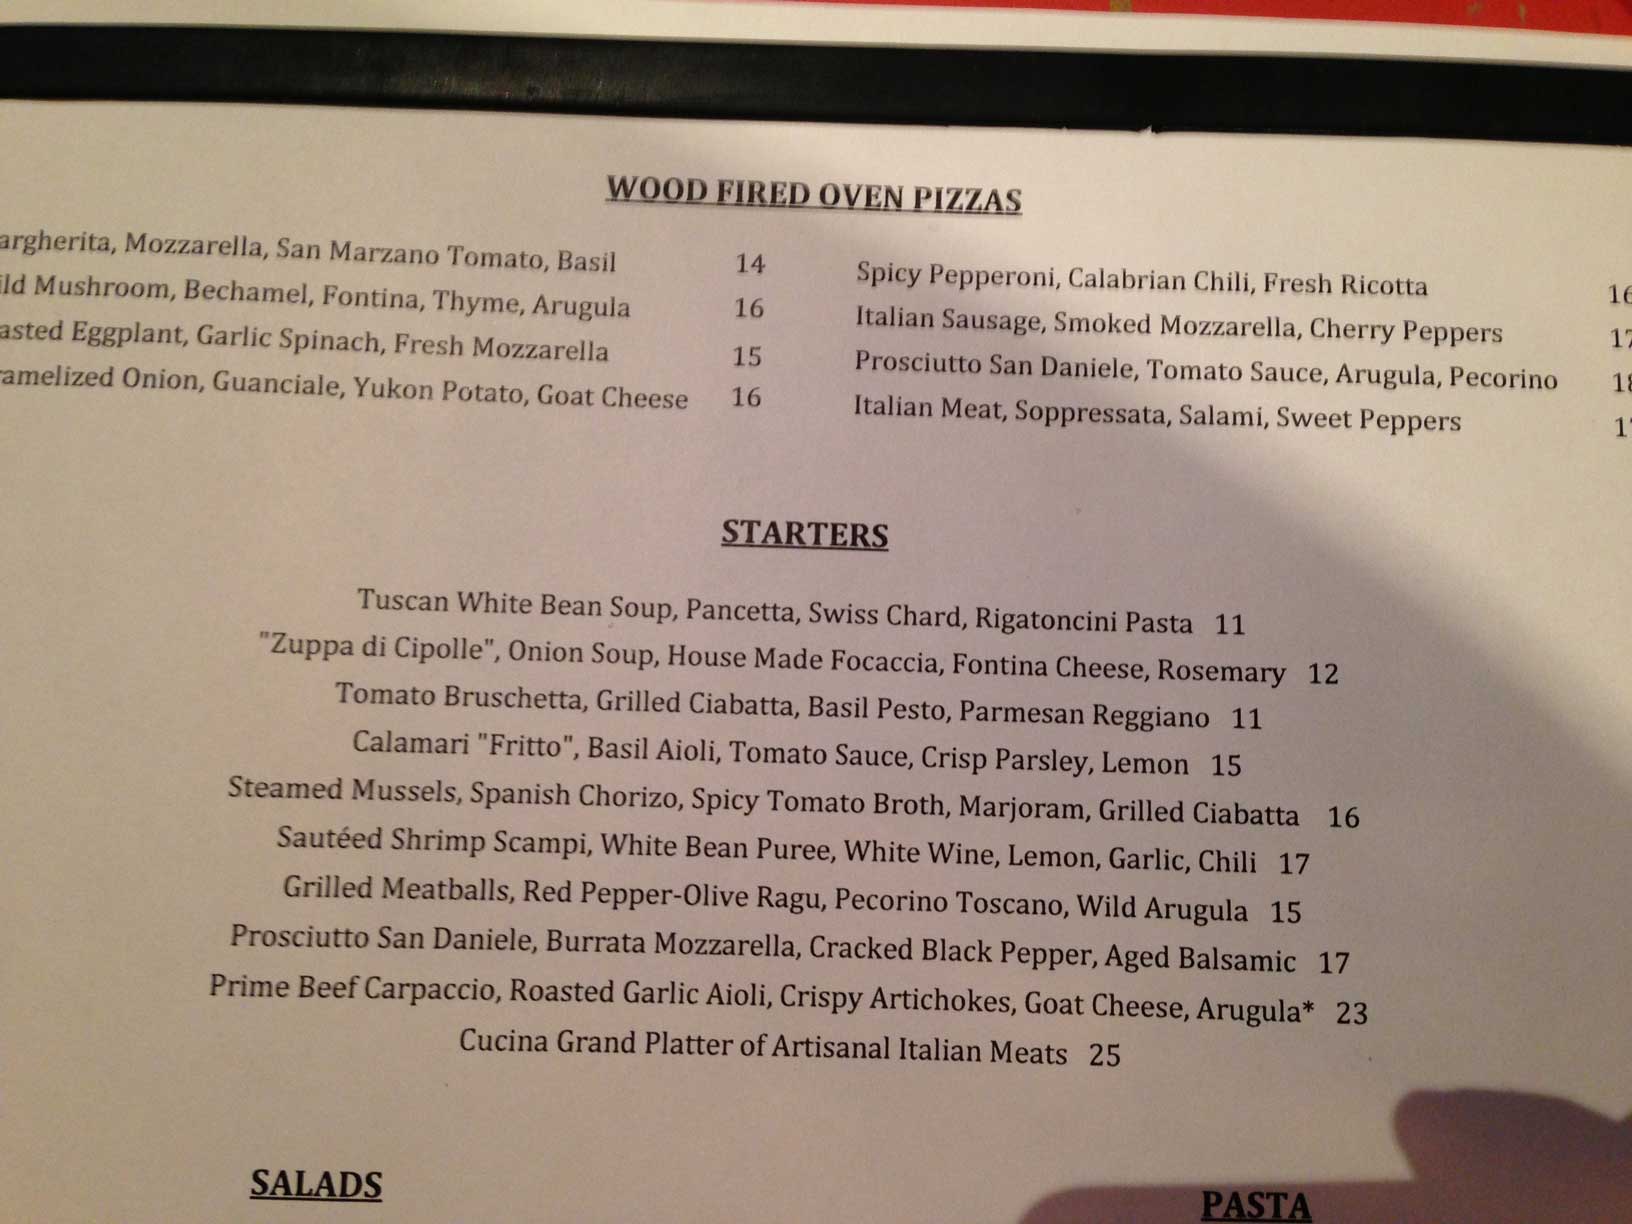 WOOD FIRED OVEN PIZZAS
argherita, Mozzarella, San Marzano Tomato, Basil 14
ild Mushroom, Bechamel, Fontina, Thyme, Arugula 16
asted Eggplant, Garlic Spinach, Fresh Mozzarella 15
ramelized Onion, Guanciale, Yukon Potato, Goat Cheese 16
Spicy Pepperoni, Calabrian Chili, Fresh Ricotta 16
Italian Sausage, Smoked Mozzarella, Cherry Peppers 17
Prosciutto San Daniele, Tomato Sauce, Arugula, Pecorino 18
Italian Meat, Soppressata, Salami, Sweet Peppers
STARTERS
Tuscan White Bean Soup, Pancetta, Swiss Chard, Rigatoncini Pasta 11
"Zuppa di Cipolle", Onion Soup, House Made Focaccia, Fontina Cheese, Rosemary 12
Tomato Bruschetta, Grilled Ciabatta, Basil Pesto, Parmesan Reggiano 11
Calamari "Fritto", Basil Aioli, Tomato Sauce, Crisp Parsley, Lemon 15
Steamed Mussels, Spanish Chorizo, Spicy Tomato Broth, Marjoram, Grilled Ciabatta 16
Sautéed Shrimp Scampi, White Bean Puree, White Wine, Lemon, Garlic, Chili 17
Grilled Meatballs, Red Pepper-Olive Ragu, Pecorino Toscano, Wild Arugula 15
Prosciutto San Daniele, Burrata Mozzarella, Cracked Black Pepper, Aged Balsamic 17
Prime Beef Carpaccio, Roasted Garlic Aioli, Crispy Artichokes, Goat Cheese, Arugula* 23
Cucina Grand Platter of Artisanal Italian Meats 25
SALADS
PASTA